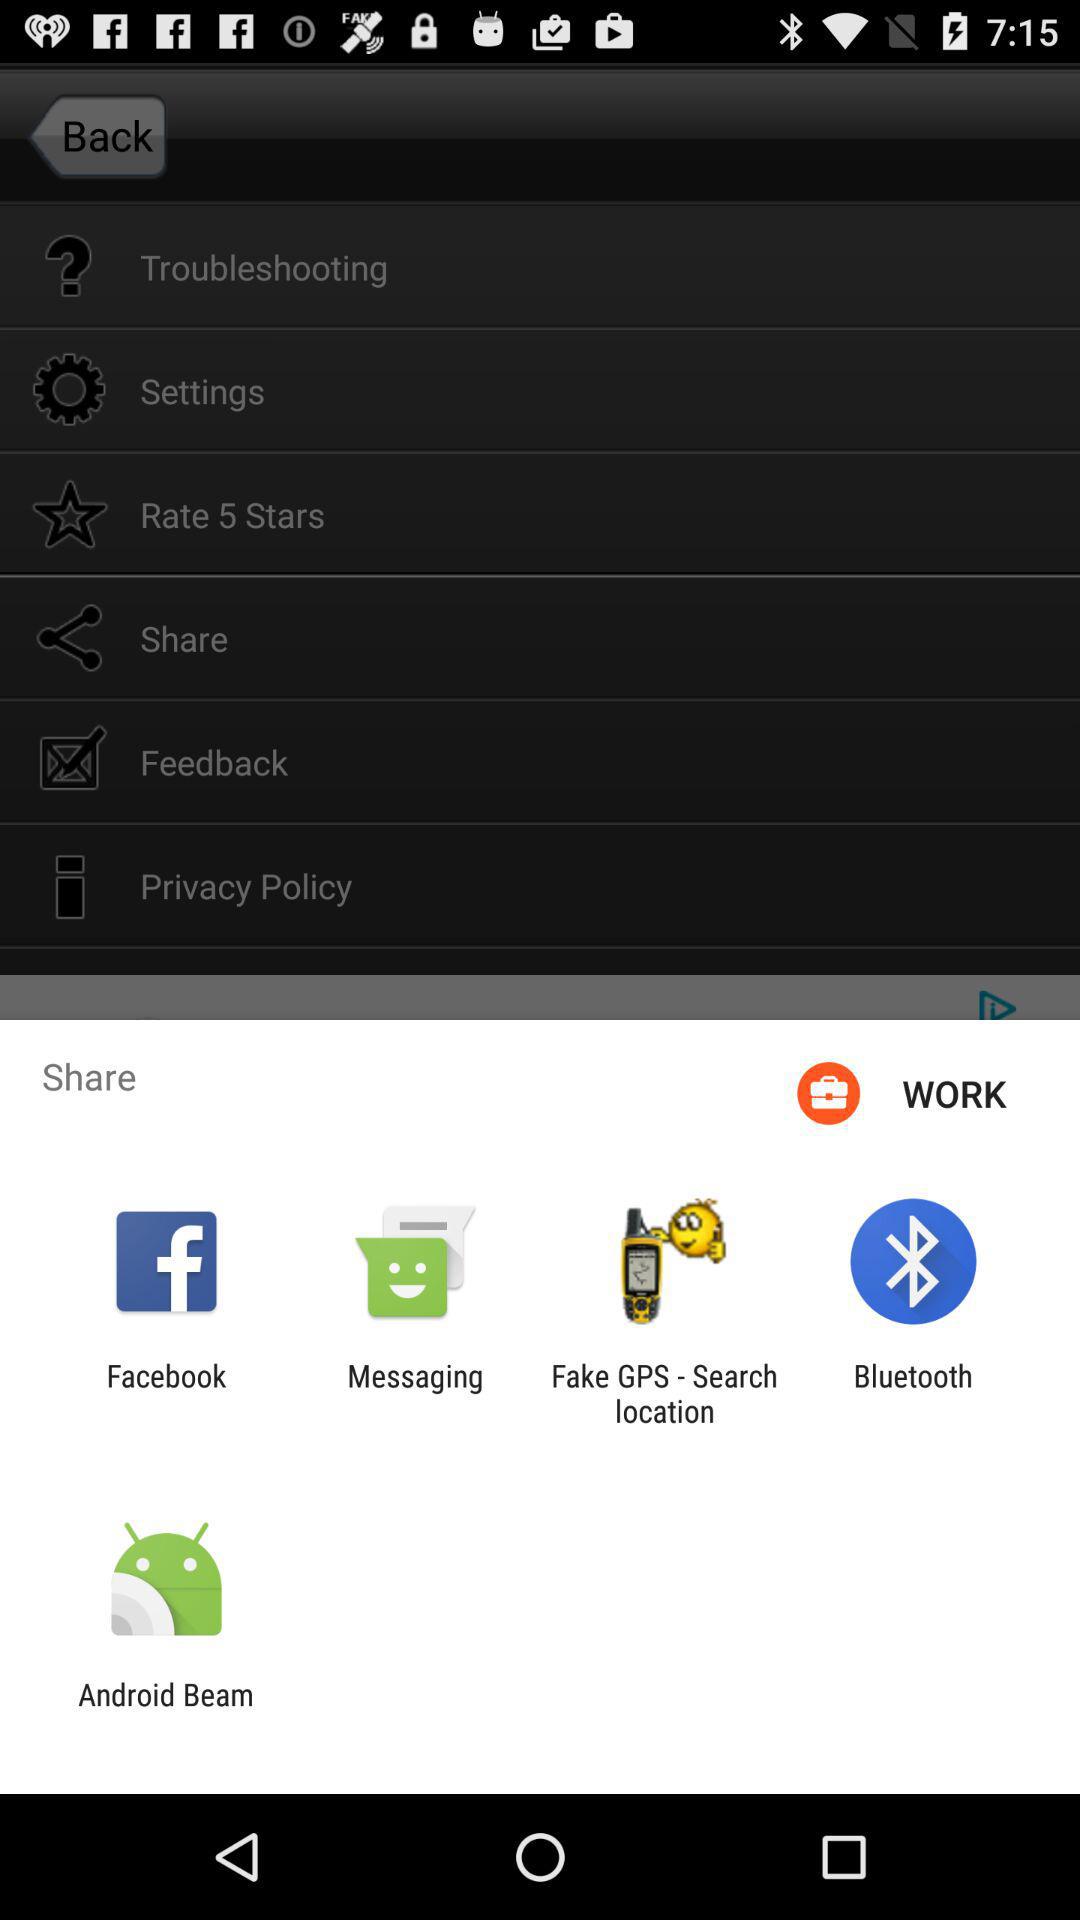 FAKE
7:15
Back
Troubleshooting
Settings
Rate 5 Stars
Share
Feedback
Privacy Policy
Share
WORK
Facebook
Messaging
Fake GPS - Search
location
Bluetooth
Android Beam